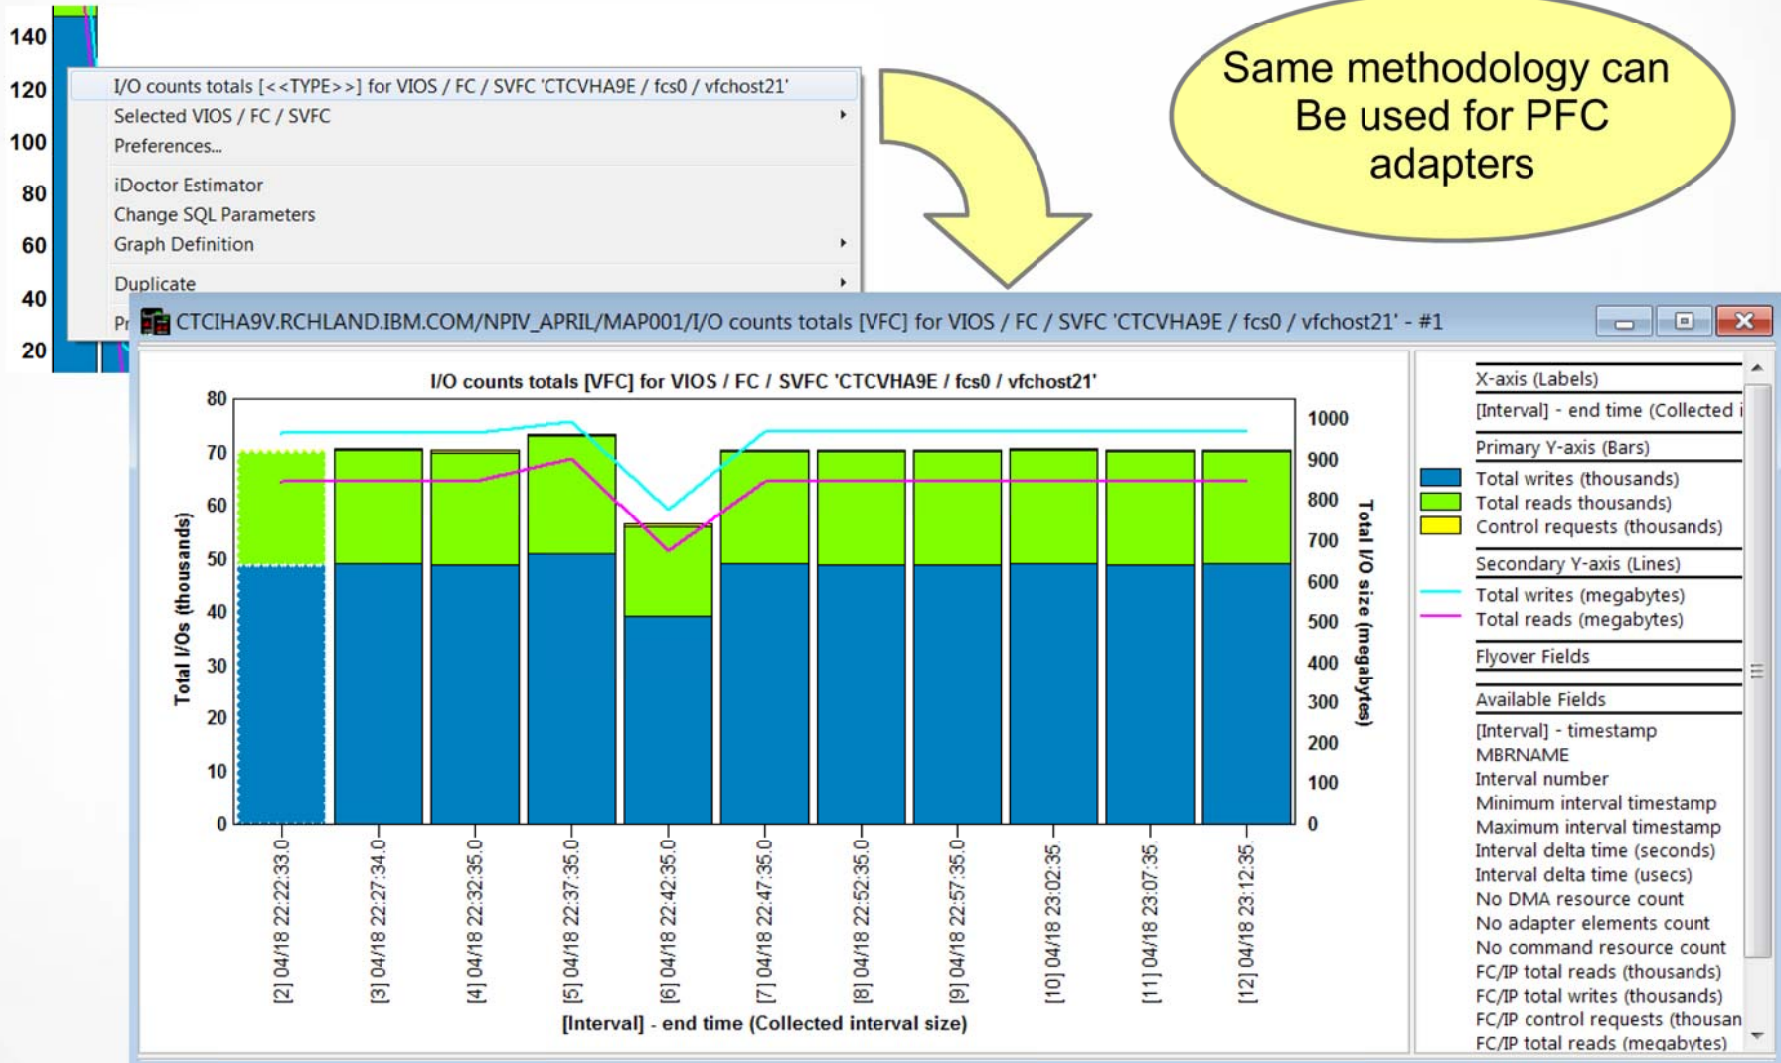 140
120
100
80
60
40
20
I/O counts totals [<<TYPE>>] for VIOS / FC / SVFC 'CTCVHA9E / fcs0 / vfchost21'
Selected VIOS / FC / SVFC
Preferences...
iDoctor Estimator
Change SQL Parameters
Graph Definition
Duplicate
Pr
Same methodology can
Be used for PFC
adapters
CTCIHA9V.RCHLAND.IBM.COM/NPIV_APRIL/MAP001/I/O counts totals [VFC] for VIOS / FC / SVFC 'CTCVHA9E / fcs0 / vfchost21' - #1
I/O counts totals [VFC] for VIOS / FC / SVFC 'CTCVHA9E / fcs0 / vfchost21'
Total I/Os (thousands)
80
70
60
50
40
30
20
10
0
1000
900
800
700
600
500
400
300
200
100
0
Total I/O size (megabytes)
[2] 04/18 22:22:33.0
[3] 04/18 22:27:34.0
[4] 04/18 22:32:35.0
[5] 04/18 22:37:35.0
[6] 04/18 22:42:35.0
[7] 04/18 22:47:35.0
[8] 04/18 22:52:35.0
[9] 04/18 22:57:35.0
[10] 04/18 23:02:35.
[11] 04/18 23:07:35.
[12] 04/18 23:12:35.
[Interval] - end time (Collected interval size)
X-axis (Labels)
[Interval] - end time (Collected i
Primary Y-axis (Bars)
Total writes (thousands)
Total reads thousands)
Control requests (thousands)
Secondary Y-axis (Lines)
Total writes (megabytes)
Total reads (megabytes)
Flyover Fields
Available Fields
[Interval] - timestamp
MBRNAME
Interval number
Minimum interval timestamp
Maximum interval timestamp
Interval delta time (seconds)
Interval delta time (usecs)
No DMA resource count
No adapter elements count
No command resource count
FC/IP total reads (thousands)
FC/IP total writes (thousands)
FC/IP control requests (thousan
FC/IP total reads (megabytes)